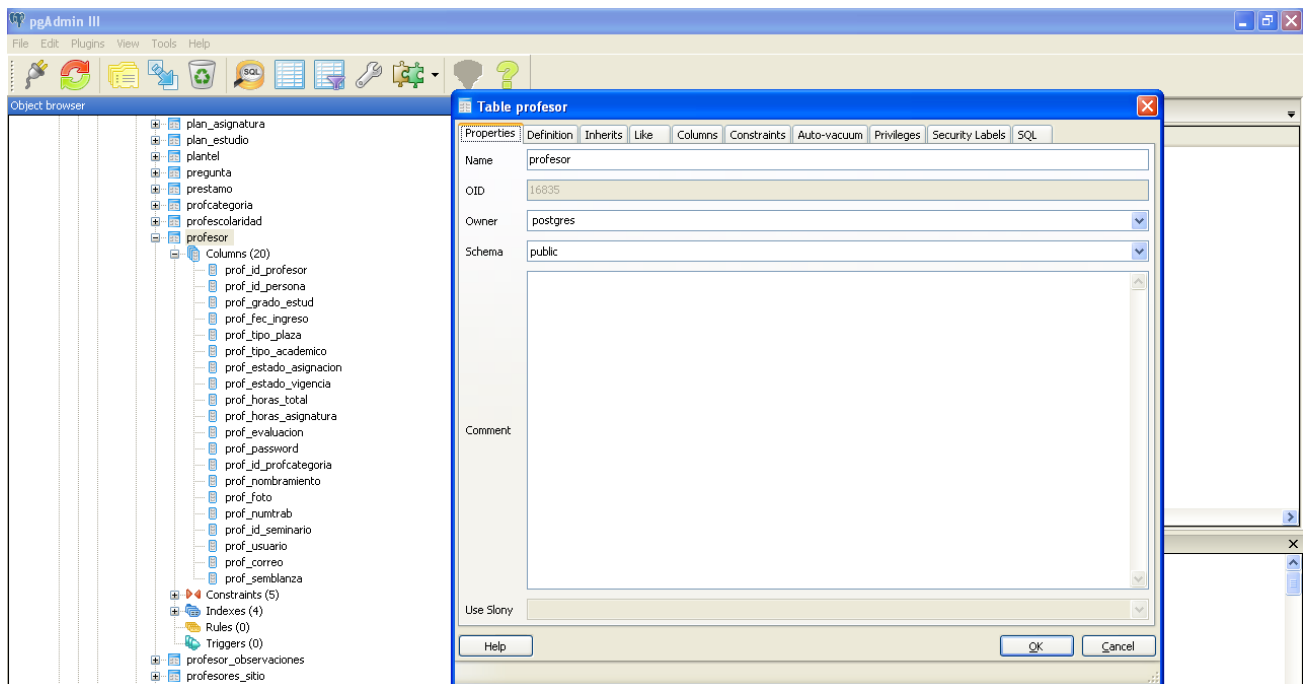 pgAdmin III
File Edit Plugins View Tools Help
SQL
Object browser
plan_asignatura
plan_estudio
plantel
pregunta
prestamo
profcategoria
profescolaridad
profesor
Columns (20)
prof_id_profesor
prof_id_persona
prof_grado_estud
prof_fec_ingreso
prof_tipo_plaza
prof_tipo_academico
prof_estado_asignacion
prof_estado_vigencia
prof_horas_total
prof_horas_asignatura
prof_evaluacion
prof_password
prof_id_profcategoria
prof_nombramiento
prof_foto
prof_numtrab
prof_id_seminario
prof_usuario
prof_correo
prof_semblanza
Constraints (5)
Indexes (4)
Rules (0)
Triggers (0)
profesor_observaciones
profesores_sitio
Table profesor
Properties Definition Inherits Like Columns Constraints Auto-vacuum Privileges Security Labels SQL
Name profesor
OID 16835
Owner postgres
Schema public
Comment
Use Slony
Help OK Cancel